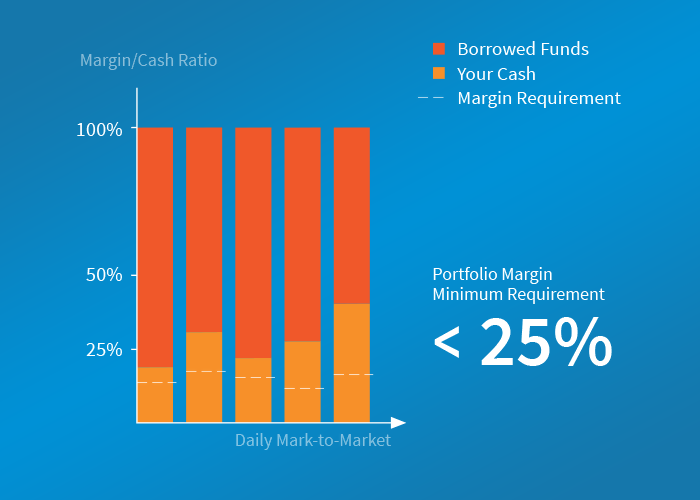 Margin/Cash Ratio
Borrowed Funds
Your Cash
Margin Requirement
100%
50%
25%
Portfolio Margin
Minimum Requirement
< 25%
Daily Mark-to-Market